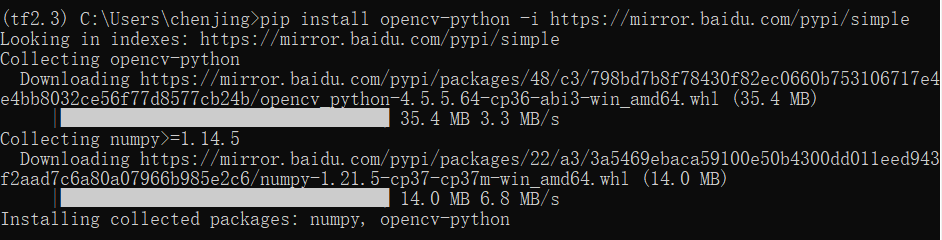 (tf2.3) C:\Users\chenjing>pip install opencv-python -i https://mirror.baidu.com/pypi/simple
Looking in indexes: https://mirror.baidu.com/pypi/simple
Collecting opencv-python
  Downloading https://mirror.baidu.com/pypi/packages/48/c3/798bd7b8f78430f82ec0660b753106717e4
e4bb8032ce56f77d8577cb24b/opencv_python-4.5.5.64-cp36-abi3-win_amd64.whl (35.4 MB)
     |████████████████████████████████| 35.4 MB 3.3 MB/s
Collecting numpy>=1.14.5
  Downloading https://mirror.baidu.com/pypi/packages/22/a3/3a5469ebaca59100e50b4300dd011eed943
f2aad7c6a80a07966b985e2c6/numpy-1.21.5-cp37-cp37m-win_amd64.whl (14.0 MB)
     |████████████████████████████████| 14.0 MB 6.8 MB/s
Installing collected packages: numpy, opencv-python